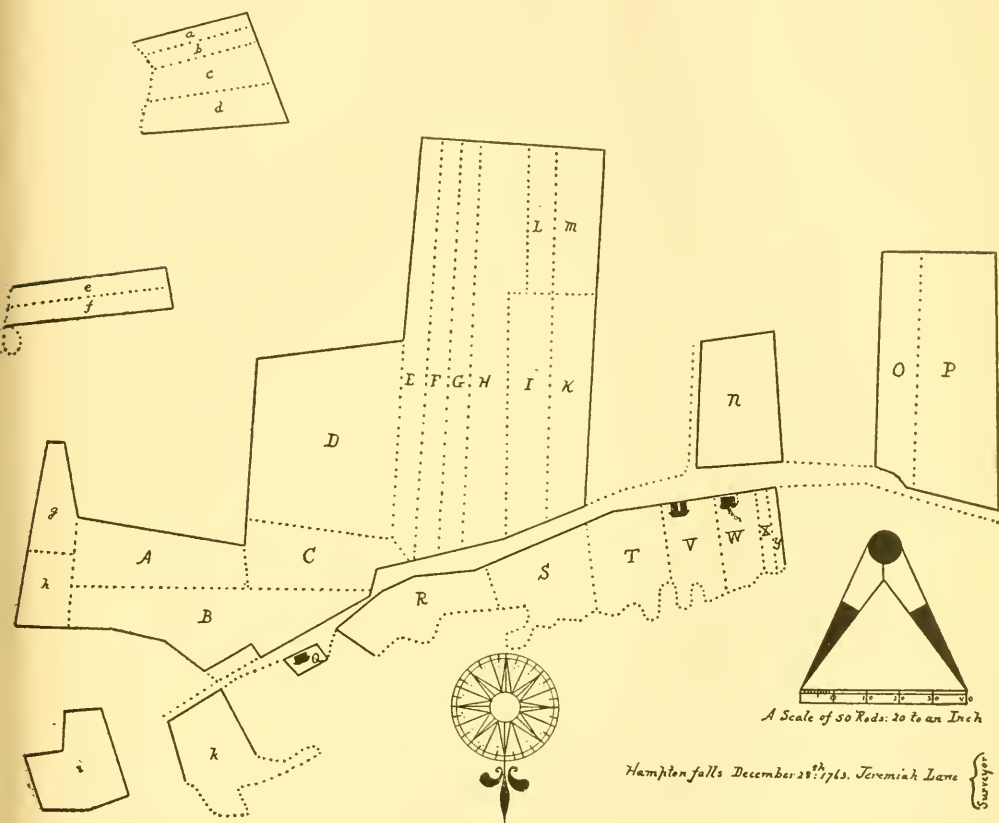 a
b
c
d
e
f
L m
E F G H I K
O P
n
D
g
A
C
h
B
R
S
T
V
W
X
y
Q
i
k
A Scale of 50 Rods: 20 to an Inch
Hampton falls December 28th: 1763. Jeremiah Lane
Surveyor